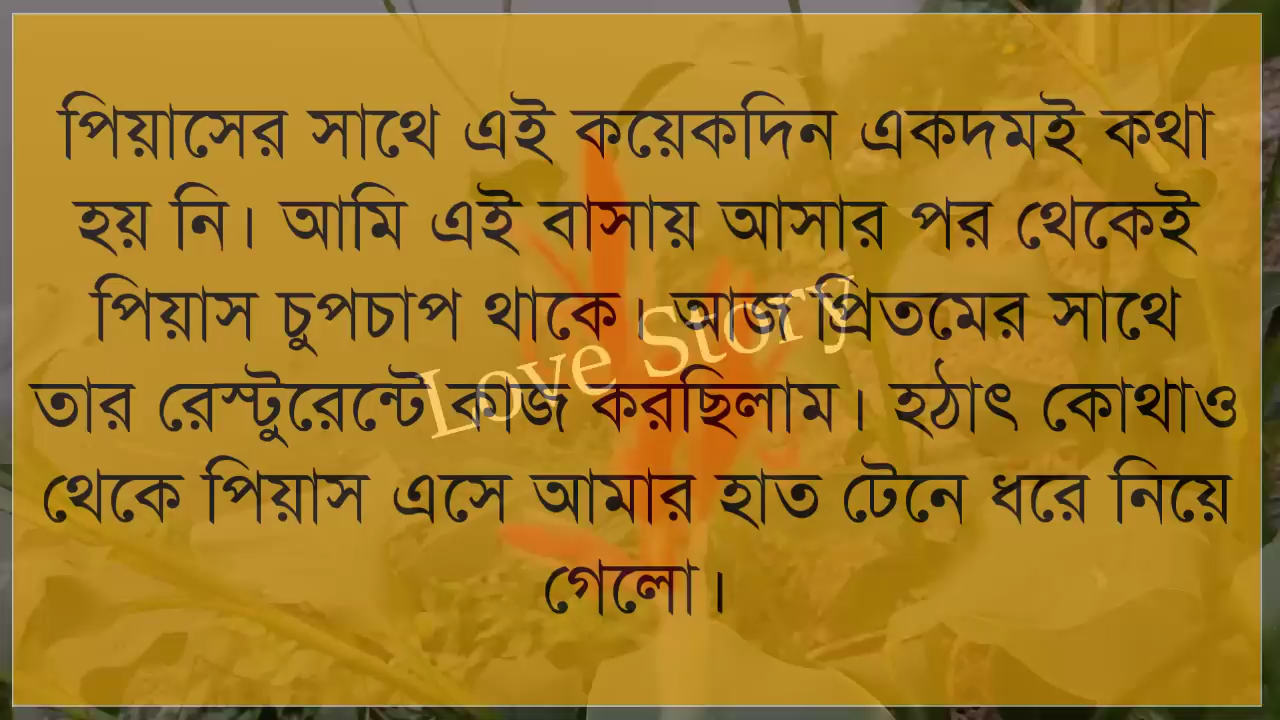 পিয়াসের সাথে এই কয়েকদিন একদমই কথা
হয় নি। আমি এই বাসায় আসার পর থেকেই
পিয়াস চুপচাপ থাকে। আজ প্রিতমের সাথে
তার রেস্টুরেন্টে কাজ করছিলাম। হঠাৎ কোথাও
থেকে পিয়াস এসে আমার হাত টেনে ধরে নিয়ে
গেলো।
Love Story